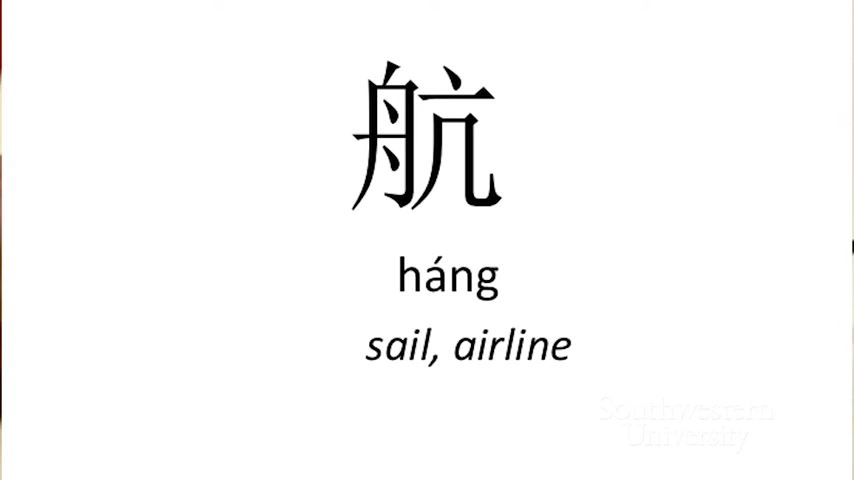 航
háng
sail, airline
Southwestern
University